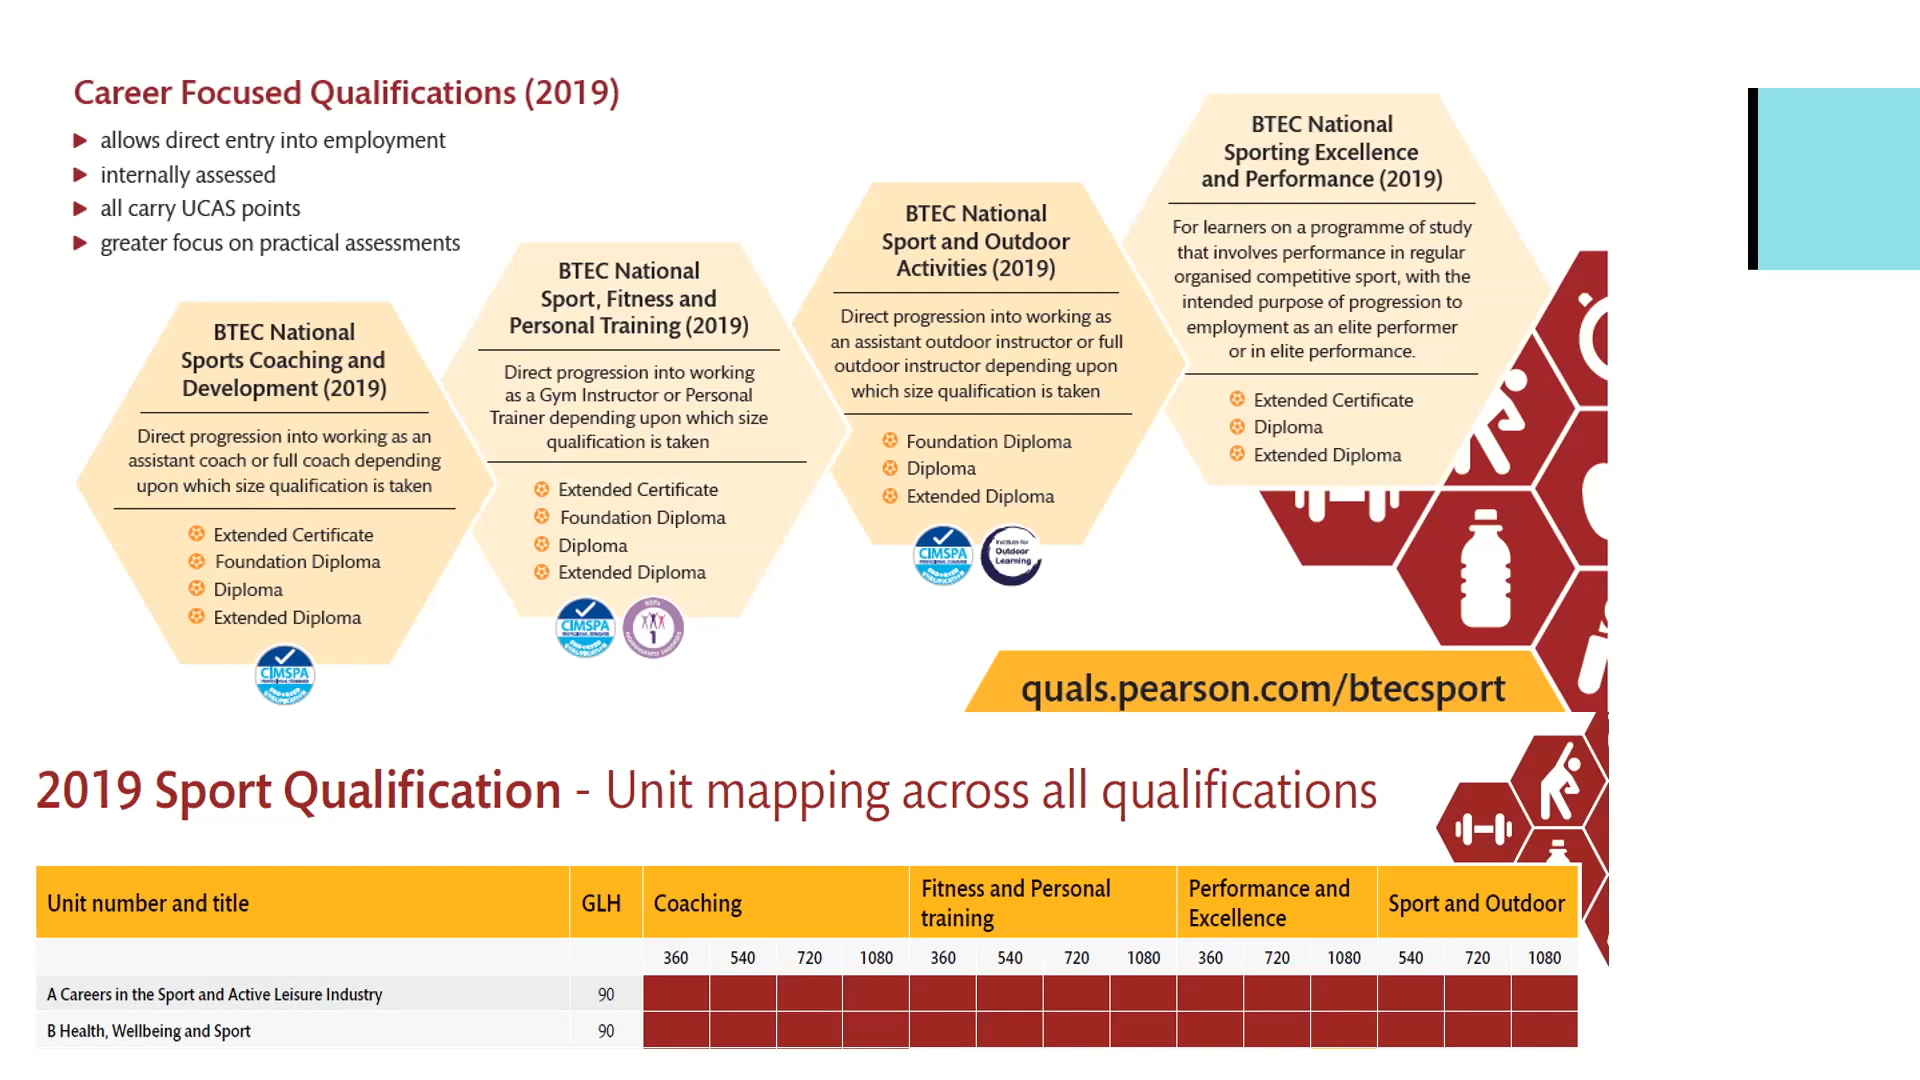 Career Focused Qualifications (2019)
allows direct entry into employment
internally assessed
all carry UCAS points
greater focus on practical assessments
BTEC National
Sports Coaching and
Development (2019)
Direct progression into working as an
assistant coach or full coach depending
upon which size qualification is taken
Extended Certificate
Foundation Diploma
Diploma
Extended Diploma
CIMSPA
BTEC National
Sport, Fitness and
Personal Training (2019)
Direct progression into working
as a Gym Instructor or Personal
Trainer depending upon which size
qualification is taken
Extended Certificate
Foundation Diploma
Diploma
Extended Diploma
CIMSPA
1
BTEC National
Sport and Outdoor
Activities (2019)
Direct progression into working as
an assistant outdoor instructor or full
outdoor instructor depending upon
which size qualification is taken
Foundation Diploma
Diploma
Extended Diploma
CIMSPA
Institute for
Outdoor
Learning
BTEC National
Sporting Excellence
and Performance (2019)
For learners on a programme of study
that involves performance in regular
organised competitive sport, with the
intended purpose of progression to
employment as an elite performer
or in elite performance.
Extended Certificate
Diploma
Extended Diploma
quals.pearson.com/btecsport
2019 Sport Qualification - Unit mapping across all qualifications
Unit number and title GLH Coaching Fitness and Personal training Performance and Excellence Sport and Outdoor
360 540 720 1080 360 540 720 1080 360 720 1080 540 720 1080
A Careers in the Sport and Active Leisure Industry 90
B Health, Wellbeing and Sport 90